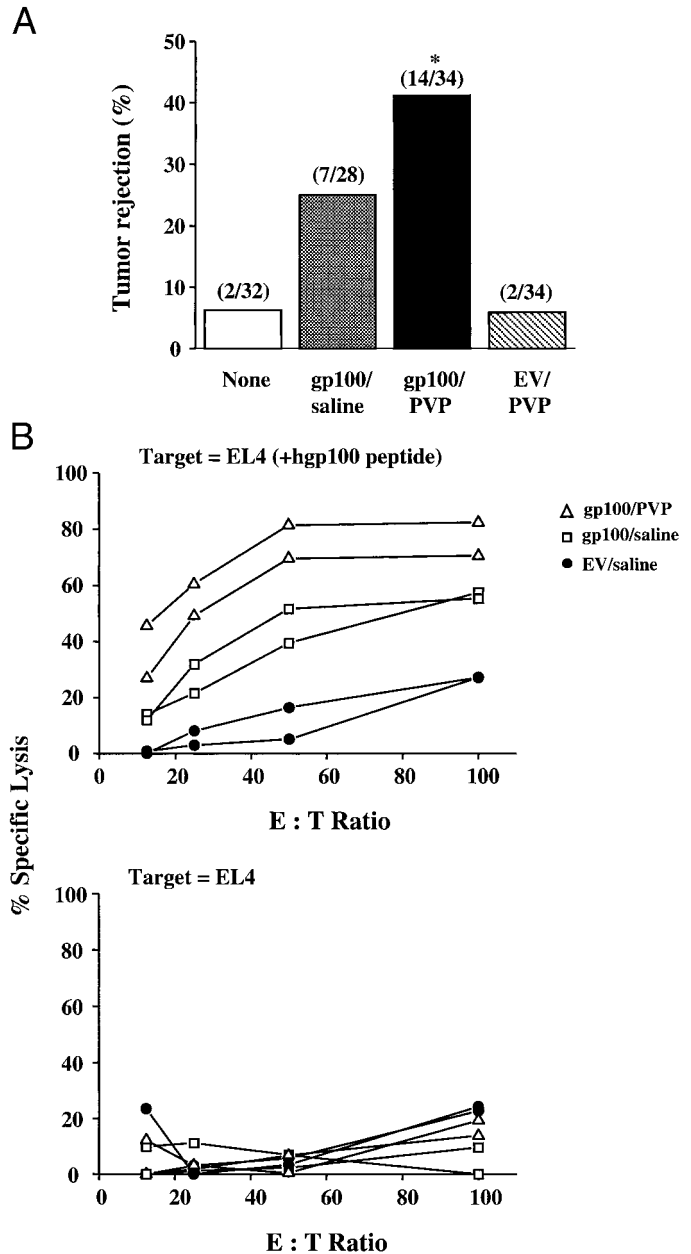 A
50
40
30
20
10
0
Tumor rejection (%)
(2/32)
(7/28)
*
(14/34)
(2/34)
None
gp100/
saline
gp100/
PVP
EV/
PVP
B
Target = EL4 (+hgp100 peptide)
100
80
60
40
20
0
0 20 40 60 80 100
E : T Ratio
gp100/PVP
gp100/saline
EV/saline
% Specific Lysis
Target = EL4
100
80
60
40
20
0
0 20 40 60 80 100
E : T Ratio